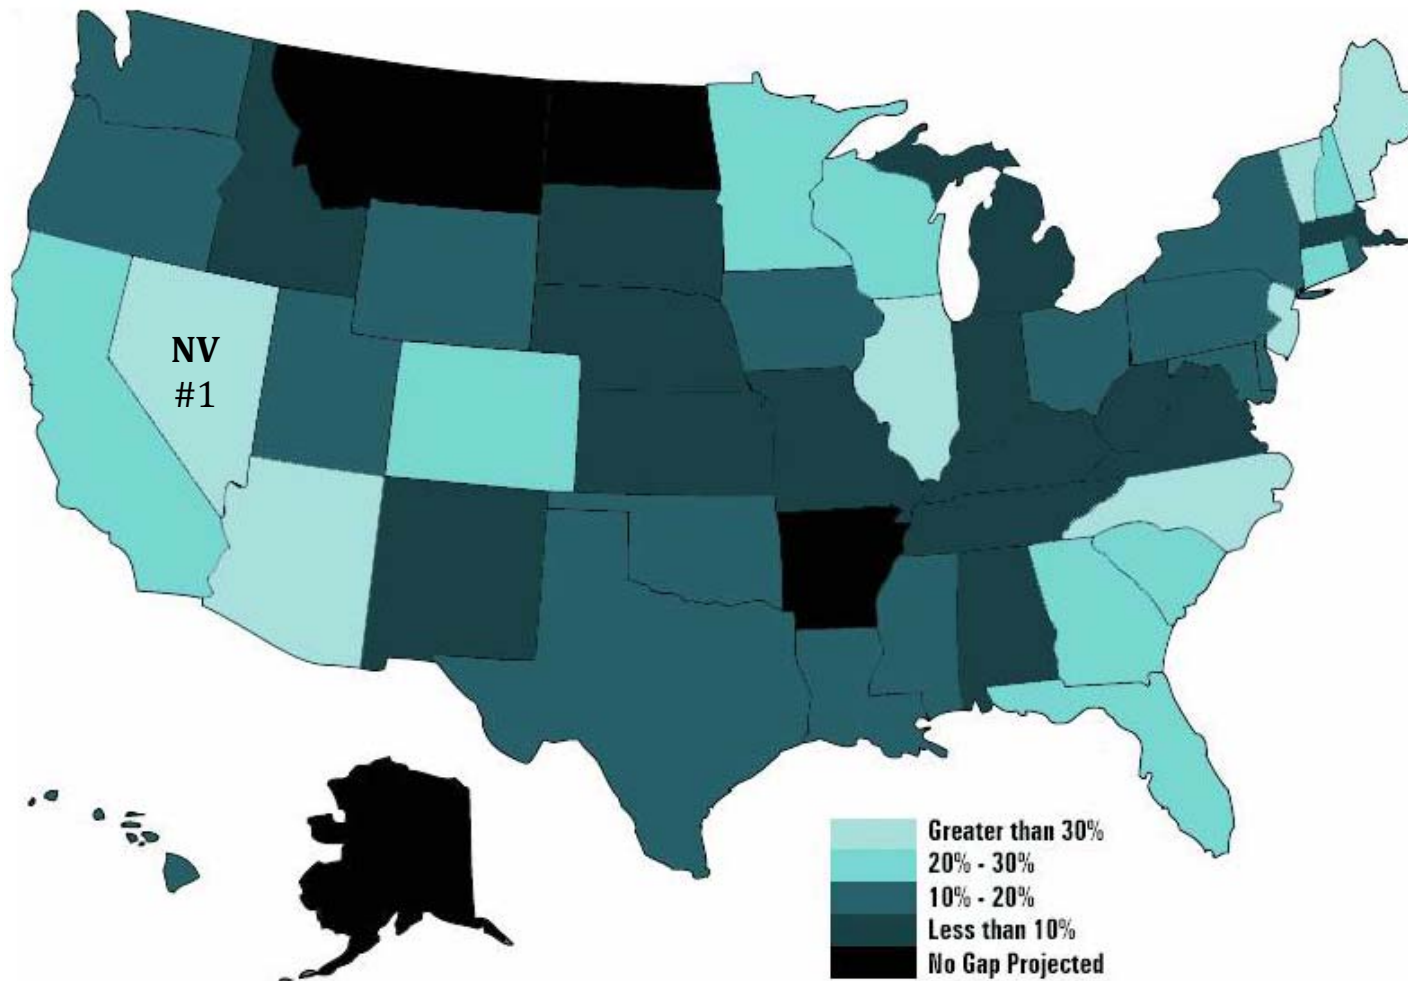 NV
#1
Greater than 30%
20% - 30%
10% - 20%
Less than 10%
No Gap Projected